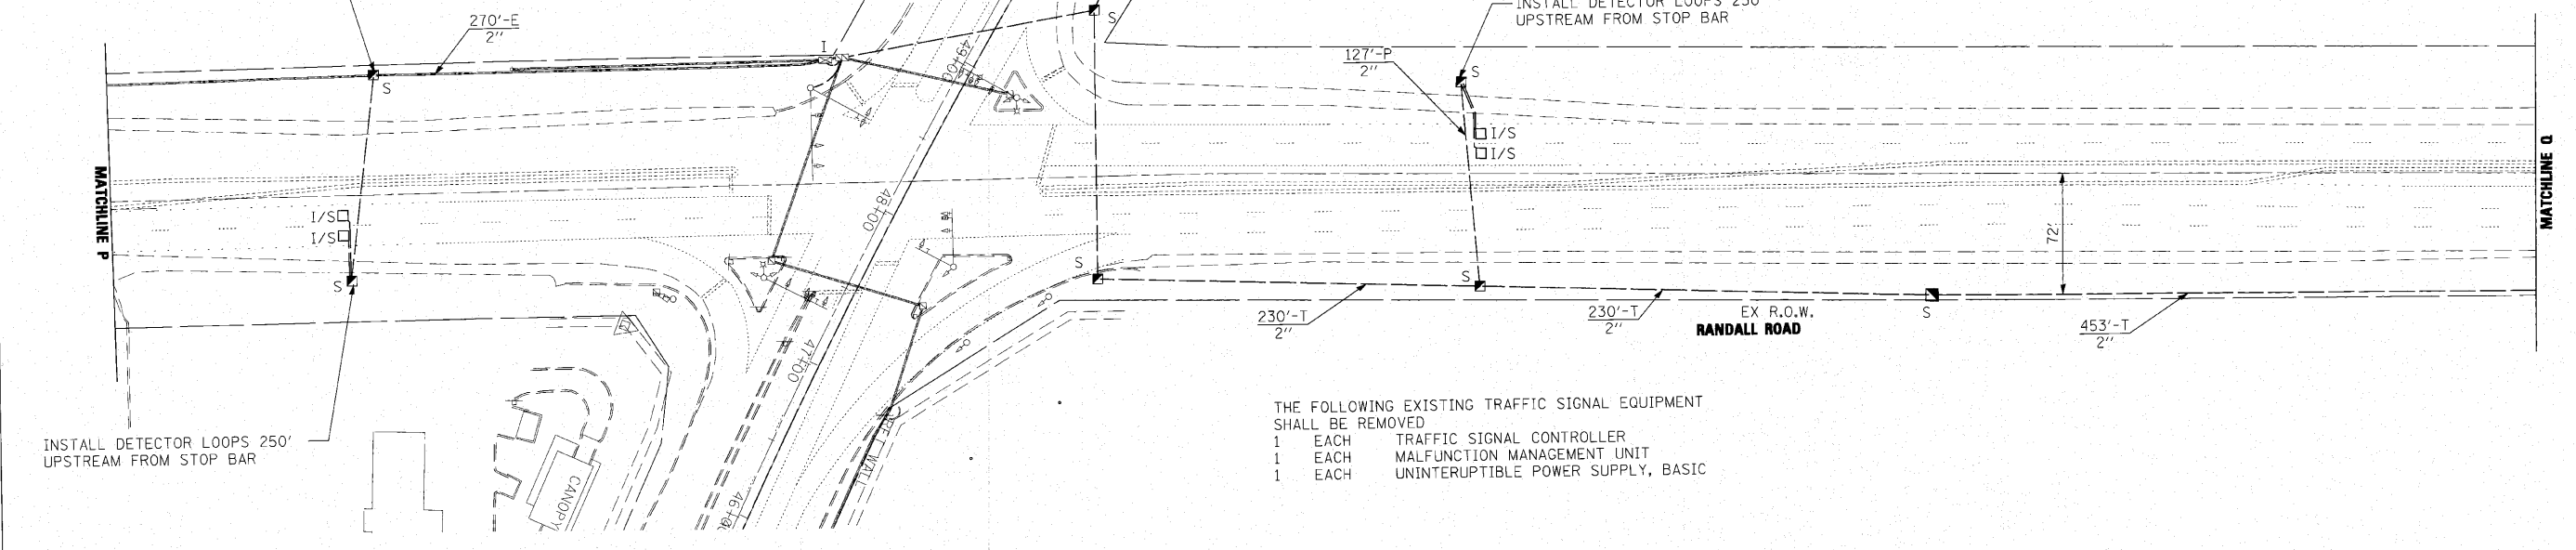 270'-E
2''
I
S
S
INSTALL DETECTOR LOOPS 250'
UPSTREAM FROM STOP BAR
127'-P
2''
S
I/S
I/S
49+00
48+00
47+00
46+00
MATCHLINE P
MATCHLINE Q
I/S
I/S
S
S
S
S
72'
230'-T
2''
230'-T
2''
EX R.O.W.
RANDALL ROAD
453'-T
2''
INSTALL DETECTOR LOOPS 250'
UPSTREAM FROM STOP BAR
CANOPY
WALL
THE FOLLOWING EXISTING TRAFFIC SIGNAL EQUIPMENT
SHALL BE REMOVED
1 EACH TRAFFIC SIGNAL CONTROLLER
1 EACH MALFUNCTION MANAGEMENT UNIT
1 EACH UNINTERUPTIBLE POWER SUPPLY, BASIC